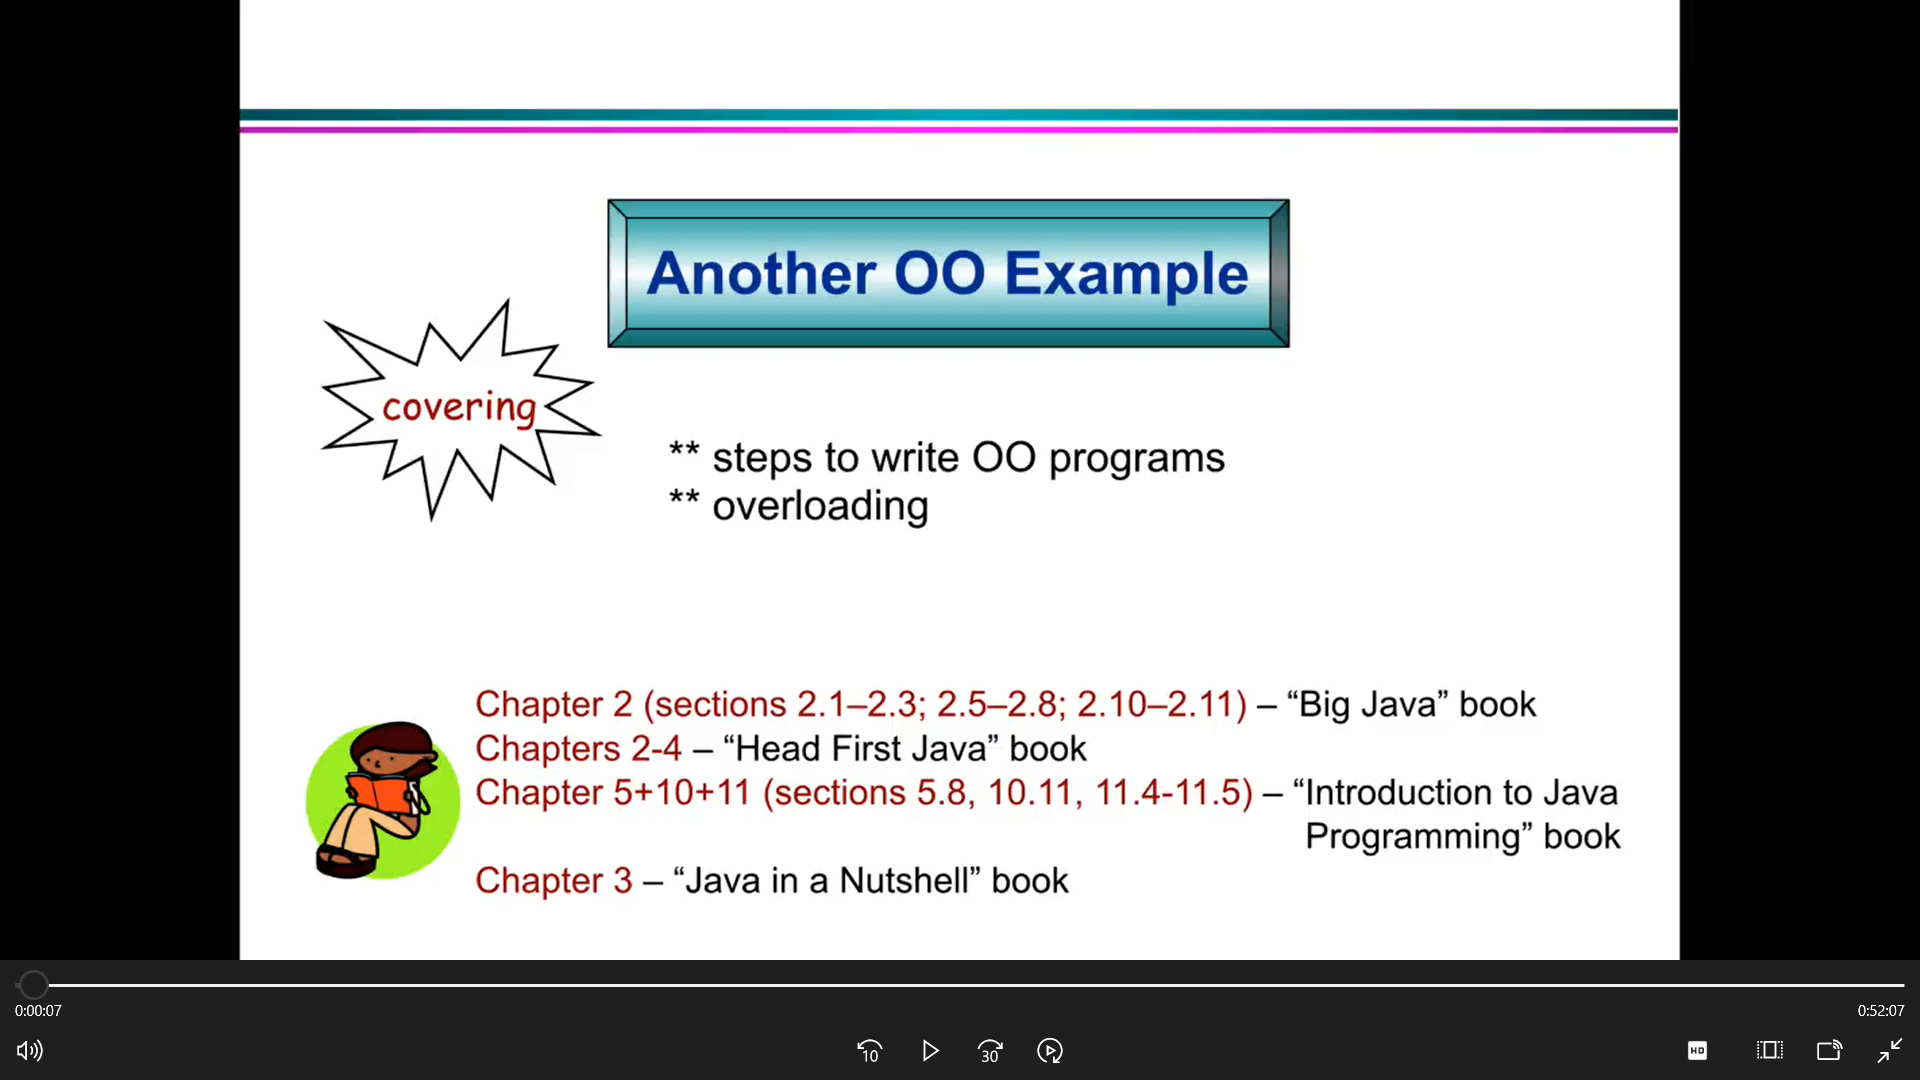 Another OO Example
covering
** steps to write OO programs
** overloading
Chapter 2 (sections 2.1–2.3; 2.5–2.8; 2.10–2.11) – “Big Java” book
Chapters 2-4 – “Head First Java” book
Chapter 5+10+11 (sections 5.8, 10.11, 11.4-11.5) – “Introduction to Java
Programming” book
Chapter 3 – “Java in a Nutshell” book
0:00:07
0:52:07
10
30
HD